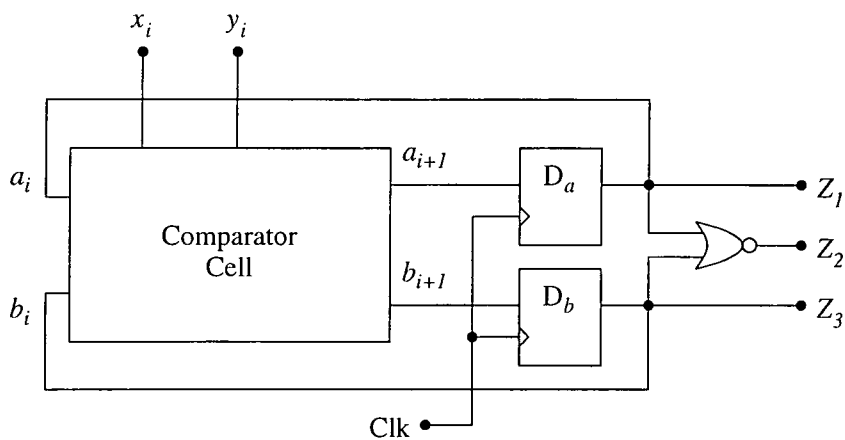 x_i y_i
a_i
a_{i+1}
D_a
Z_1
Comparator
Cell
Z_2
b_{i+1}
D_b
b_i
Z_3
Clk